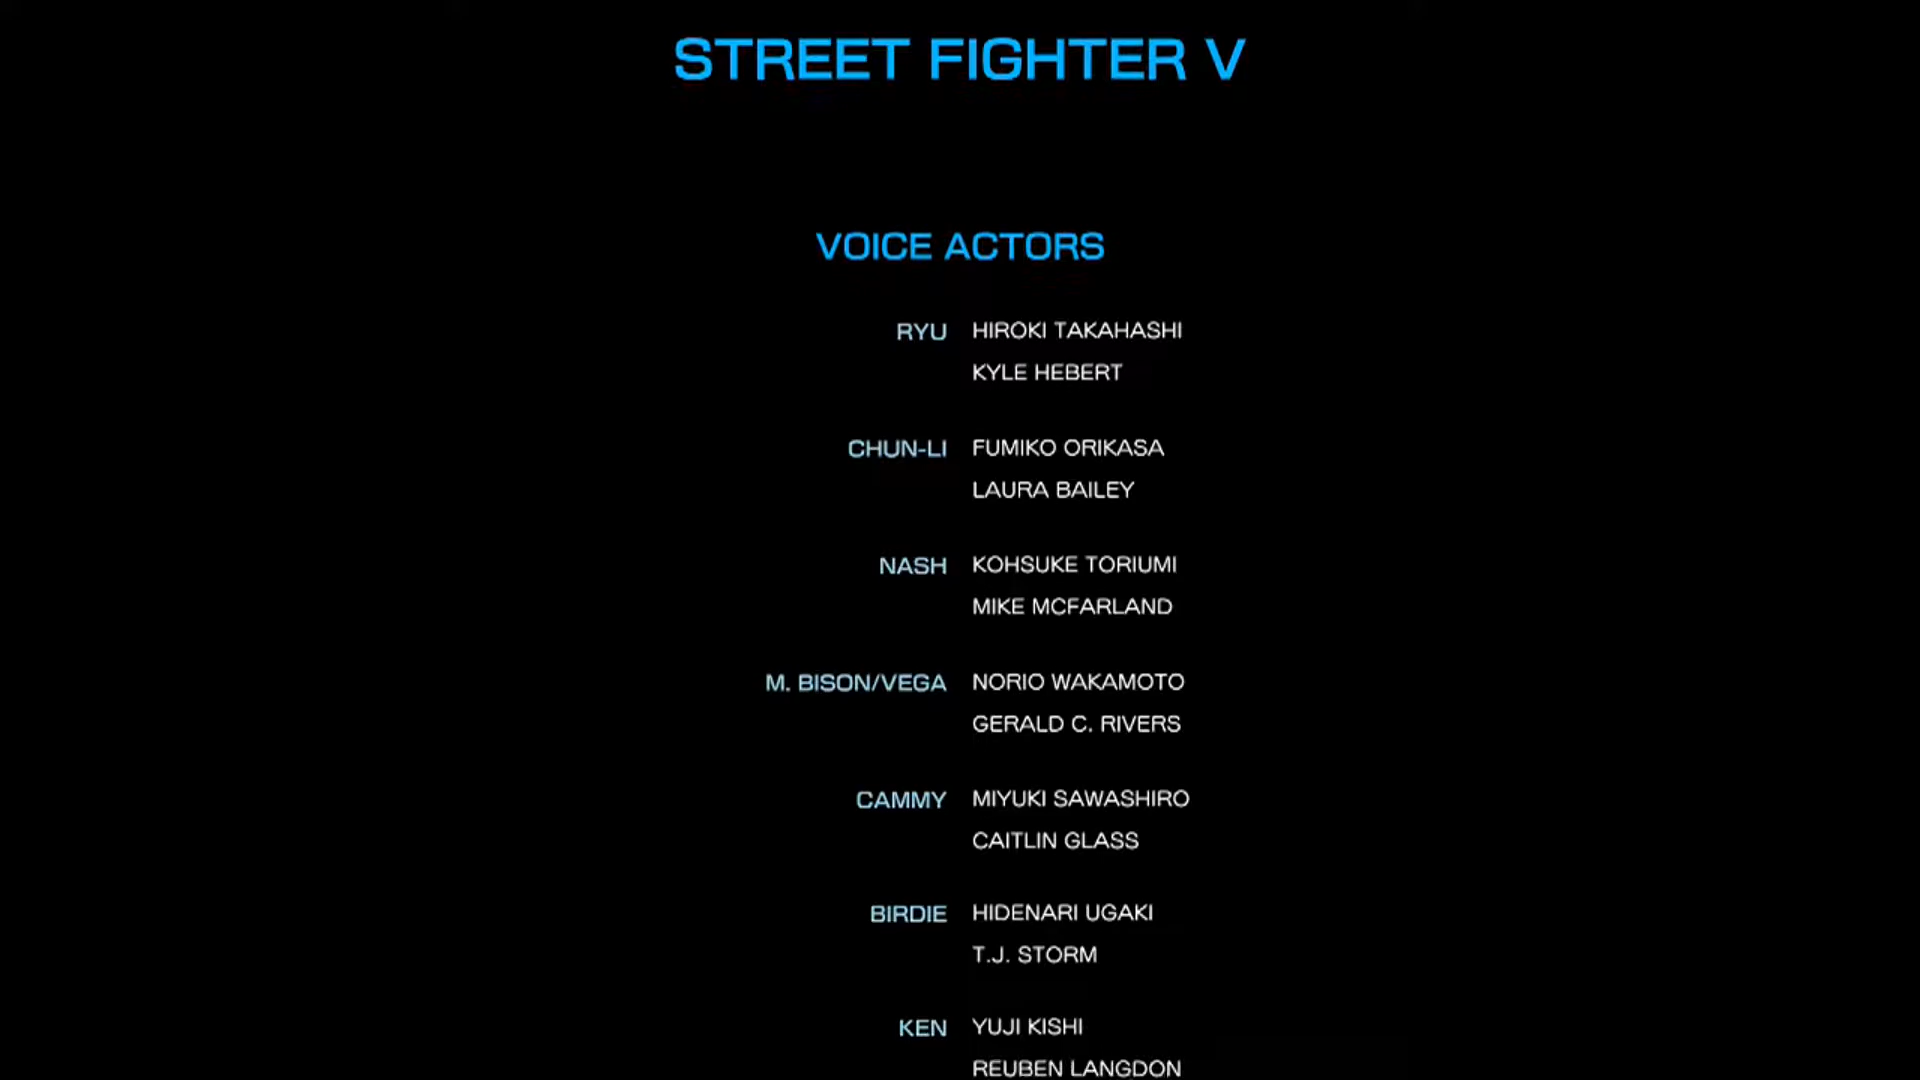 STREET FIGHTER V
VOICE ACTORS
RYU HIROKI TAKAHASHI
KYLE HEBERT
CHUN-LI FUMIKO ORIKASA
LAURA BAILEY
NASH KOHSUKE TORIUMI
MIKE MCFARLAND
M. BISON/VEGA NORIO WAKAMOTO
GERALD C. RIVERS
CAMMY MIYUKI SAWASHIRO
CAITLIN GLASS
BIRDIE HIDENARI UGAKI
T.J. STORM
KEN YUJI KISHI
REUBEN LANGDON